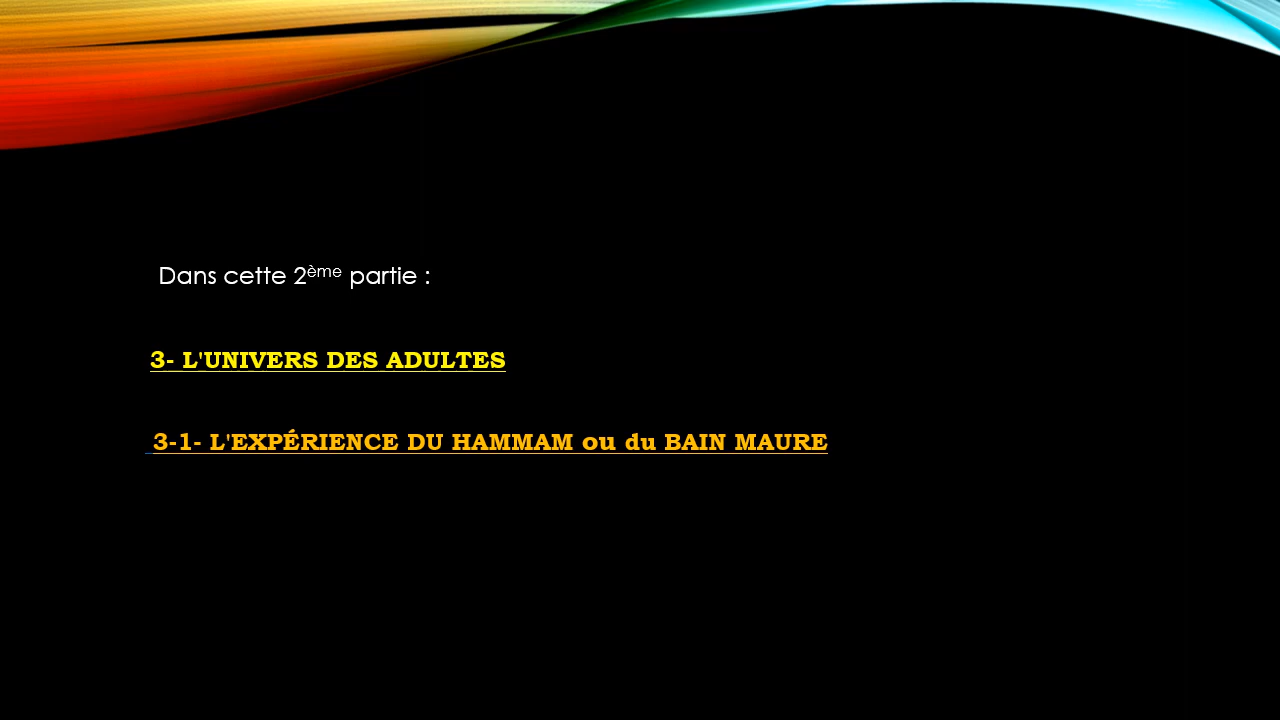 Dans cette 2ème partie :
3- L'UNIVERS DES ADULTES
3-1- L'EXPÉRIENCE DU HAMMAM ou du BAIN MAURE